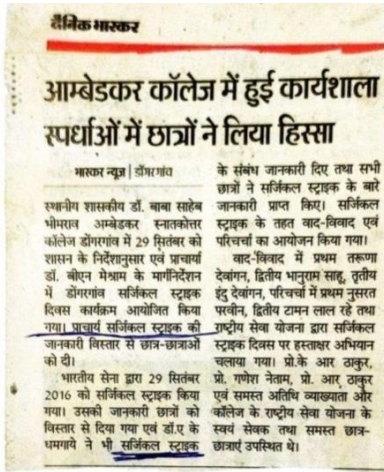 दैनिक भास्कर
आम्बेडकर कॉलेज में हुई कार्यशाला
स्पर्धाओं में छात्रों ने लिया हिस्सा
भास्कर न्यूज | डोंगरगांव
स्थानीय शासकीय डॉ. बाबा साहेब
भीमराव अम्बेडकर स्नातकोत्तर
कॉलेज डोंगरगांव में 29 सितंबर को
शासन के निर्देशानुसार एवं प्राचार्या
डॉ. बीएन मेश्राम के मार्गनिर्देशन
में डोंगरगांव सर्जिकल स्ट्राइक
दिवस कार्यक्रम आयोजित किया
गया। प्राचार्य सर्जिकल स्ट्राइक की
जानकारी विस्तार से छात्र-छात्राओं
को दी।
भारतीय सेना द्वारा 29 सितंबर
2016 को सर्जिकल स्ट्राइक किया
गया। उसकी जानकारी छात्रों को
विस्तार से दिया गया एवं डॉ.ए के
धमगाये ने भी सर्जिकल स्ट्राइक
के संबंध जानकारी दिए तथा सभी
छात्रों ने सर्जिकल स्ट्राइक के बारे
जानकारी प्राप्त किए। सर्जिकल
स्ट्राइक के तहत वाद-विवाद एवं
परिचर्चा का आयोजन किया गया।
वाद-विवाद में प्रथम तरूणा
देवांगन, द्वितीय भानुराम साहू, तृतीय
इंदु देवांगन, परिचर्चा में प्रथम नुसरत
परवीन, द्वितीय टामन लाल रहे तथा
राष्ट्रीय सेवा योजना द्वारा सर्जिकल
स्ट्राइक दिवस पर हस्ताक्षर अभियान
चलाया गया। प्रो.के आर ठाकुर,
प्रो. गणेश नेताम, प्रो. आर ठाकुर
एवं समस्त अतिथि व्याख्याता और
कॉलेज के राष्ट्रीय सेवा योजना के
स्वयं सेवक तथा समस्त छात्र-
छात्राएं उपस्थित थे।